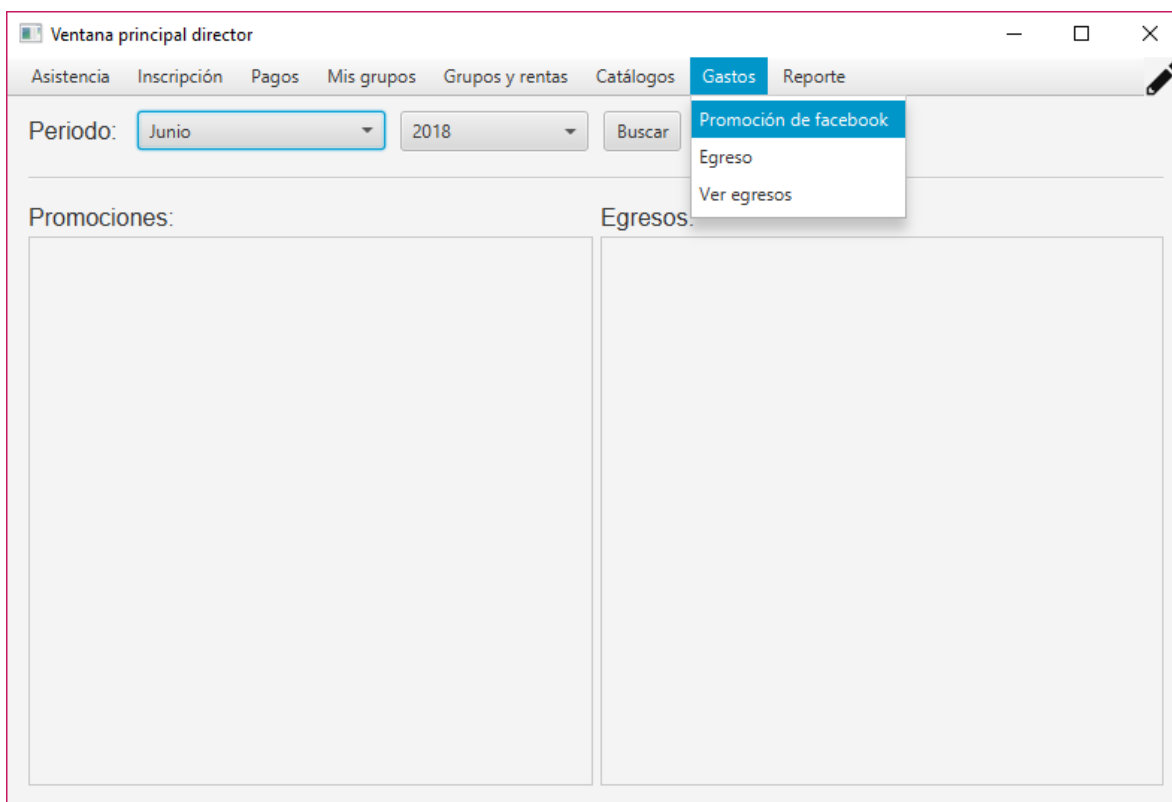 Ventana principal director
Asistencia Inscripción Pagos Mis grupos Grupos y rentas Catálogos Gastos Reporte
Periodo: Junio 2018 Buscar Promoción de facebook
Egreso
Ver egresos
Promociones: Egresos: